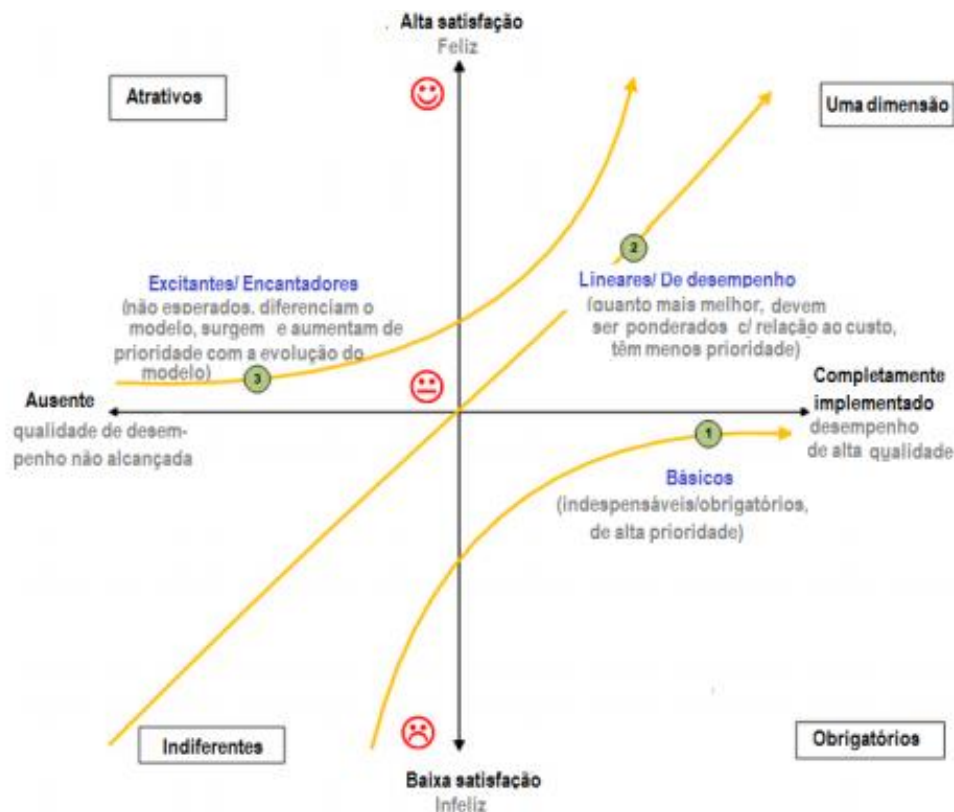 Alta satisfação
Feliz
Atrativos
Uma dimensão
2
Excitantes/ Encantadores
(não esperados, diferenciam o
modelo, surgem e aumentam de
prioridade com a evolução do
modelo)
3
Lineares/ De desempenho
(quanto mais melhor, devem
ser ponderados c/ relação ao custo,
têm menos prioridade)
Ausente
qualidade de desem-
penho não alcançada
Completamente
implementado
desempenho
de alta qualidade
1
Básicos
(indespensáveis/obrigatórios,
de alta prioridade)
Indiferentes
Obrigatórios
Baixa satisfação
Infeliz